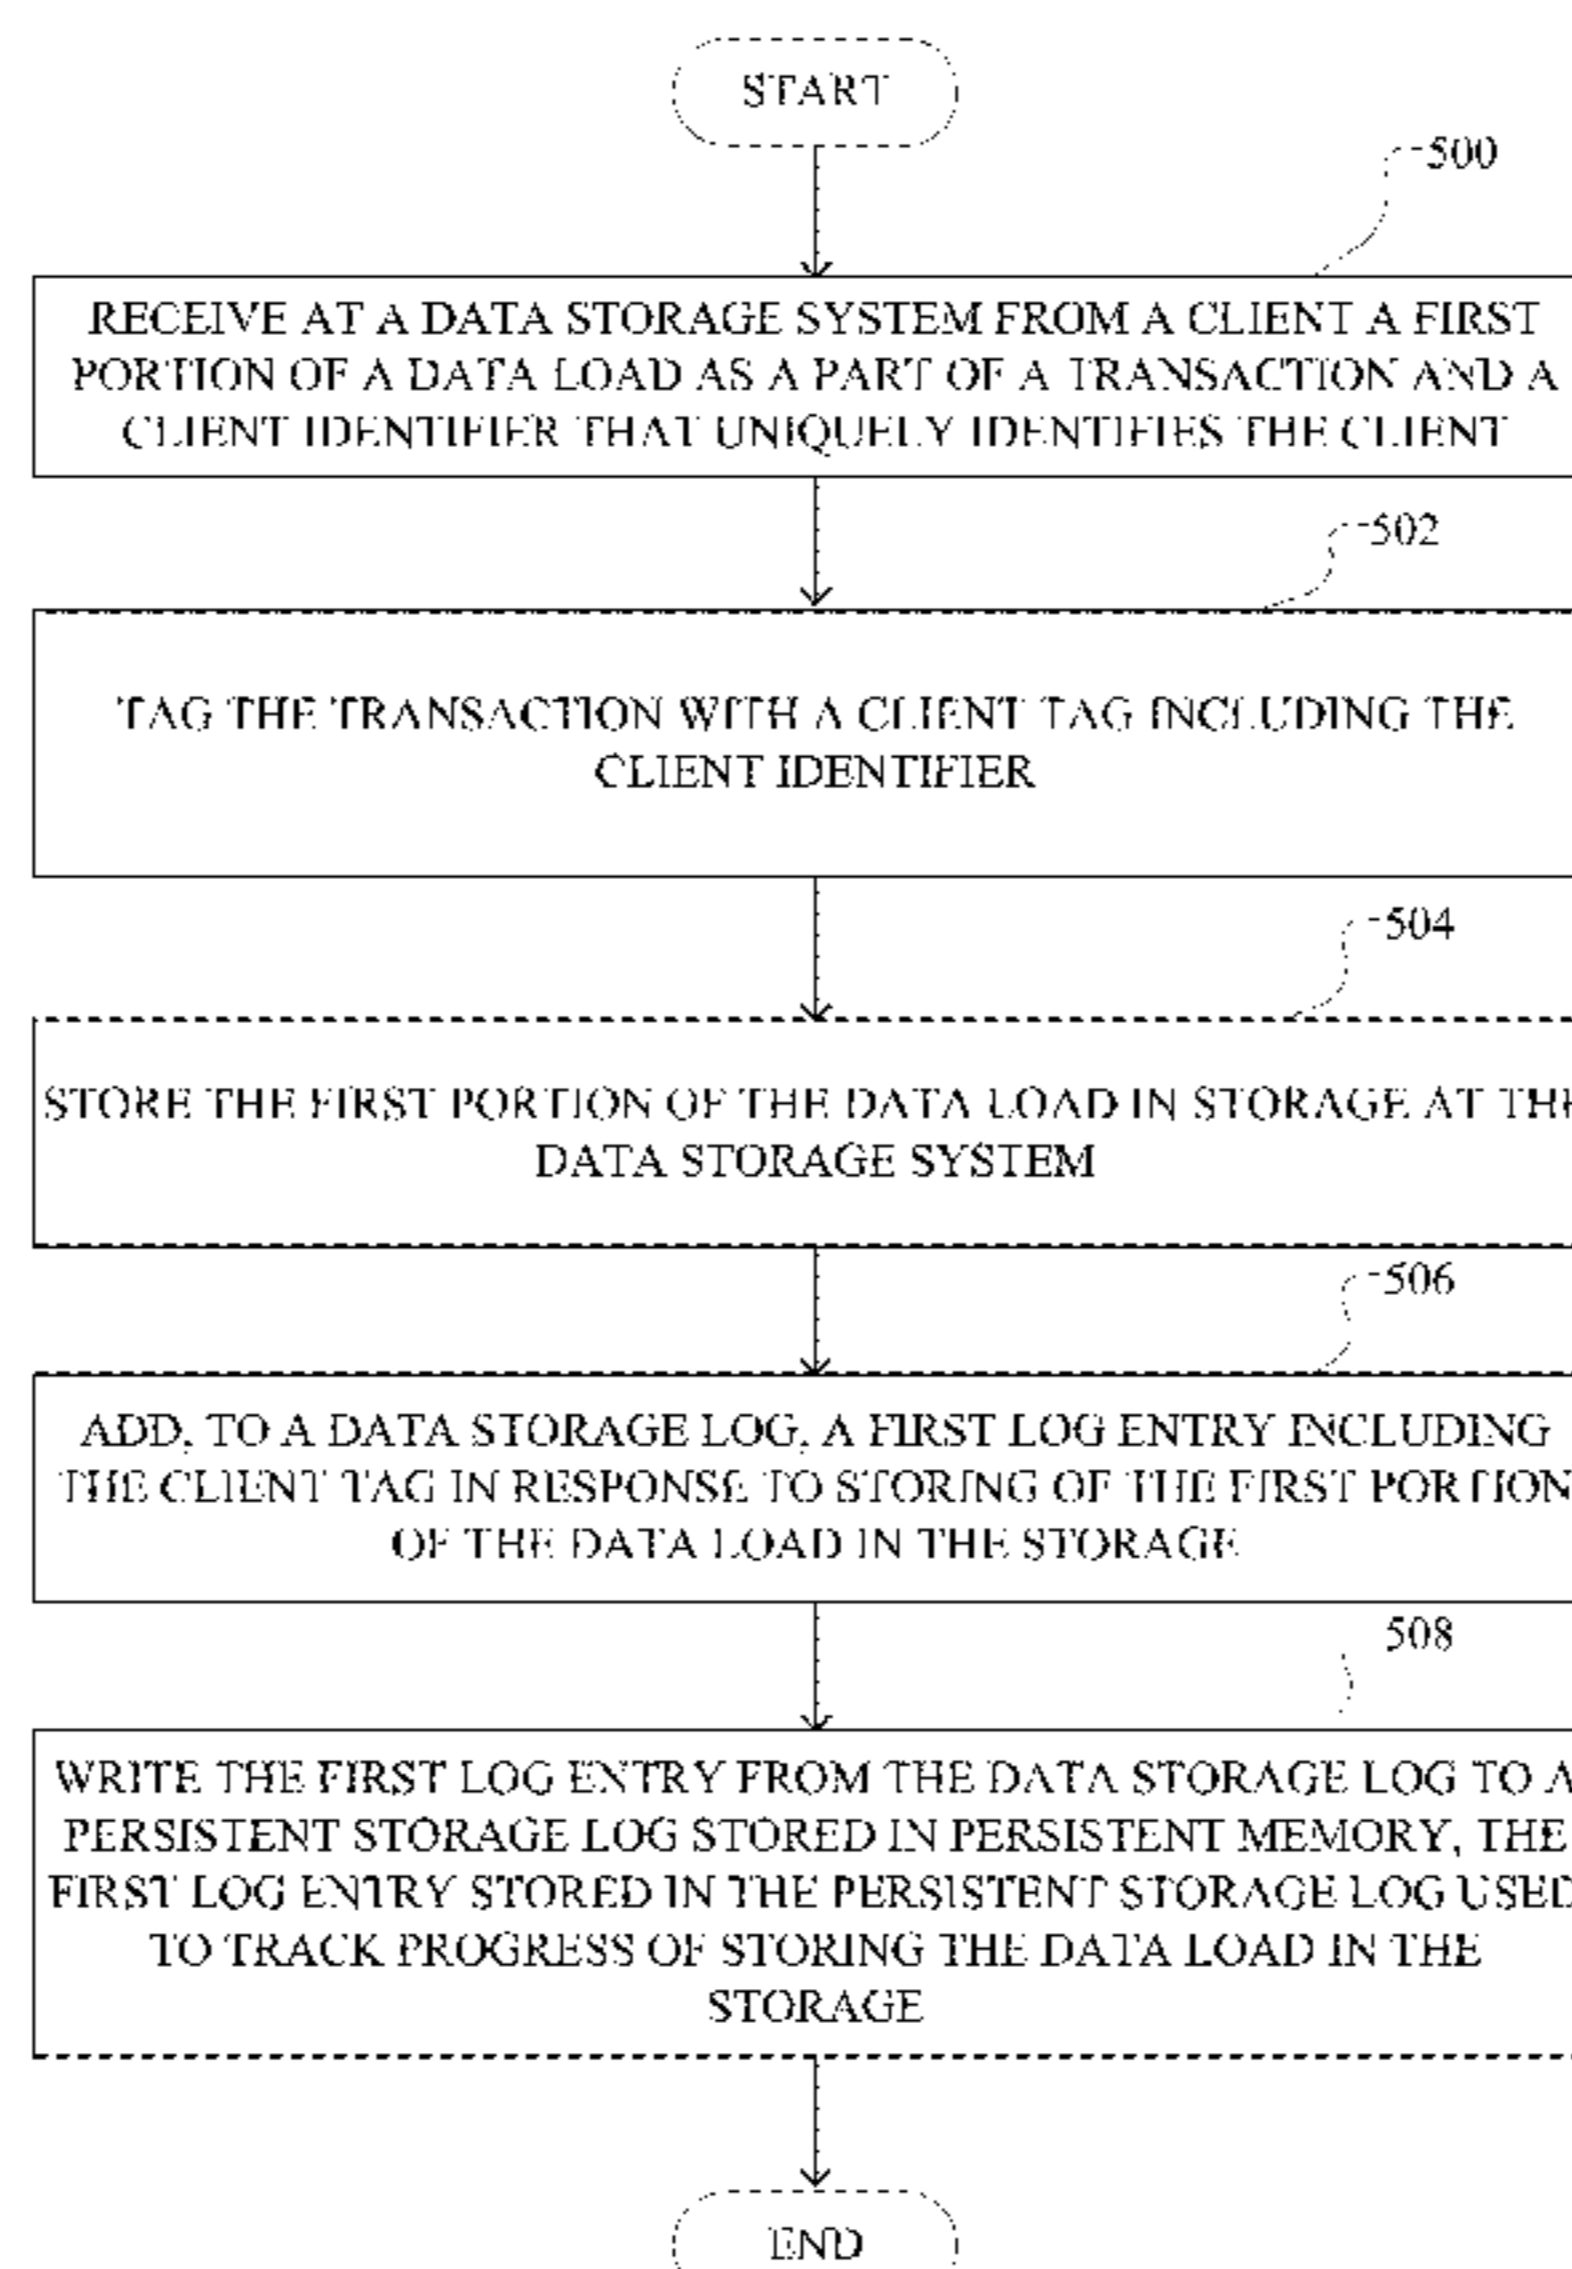 START
500
RECEIVE AT A DATA STORAGE SYSTEM FROM A CLIENT A FIRST
PORTION OF A DATA LOAD AS A PART OF A TRANSACTION AND A
CLIENT IDENTIFIER THAT UNIQUELY IDENTIFIES THE CLIENT
502
TAG THE TRANSACTION WITH A CLIENT TAG INCLUDING THE
CLIENT IDENTIFIER
504
STORE THE FIRST PORTION OF THE DATA LOAD IN STORAGE AT THE
DATA STORAGE SYSTEM
506
ADD, TO A DATA STORAGE LOG, A FIRST LOG ENTRY INCLUDING
THE CLIENT TAG IN RESPONSE TO STORING OF THE FIRST PORTION
OF THE DATA LOAD IN THE STORAGE
508
WRITE THE FIRST LOG ENTRY FROM THE DATA STORAGE LOG TO A
PERSISTENT STORAGE LOG STORED IN PERSISTENT MEMORY, THE
FIRST LOG ENTRY STORED IN THE PERSISTENT STORAGE LOG USED
TO TRACK PROGRESS OF STORING THE DATA LOAD IN THE
STORAGE
END